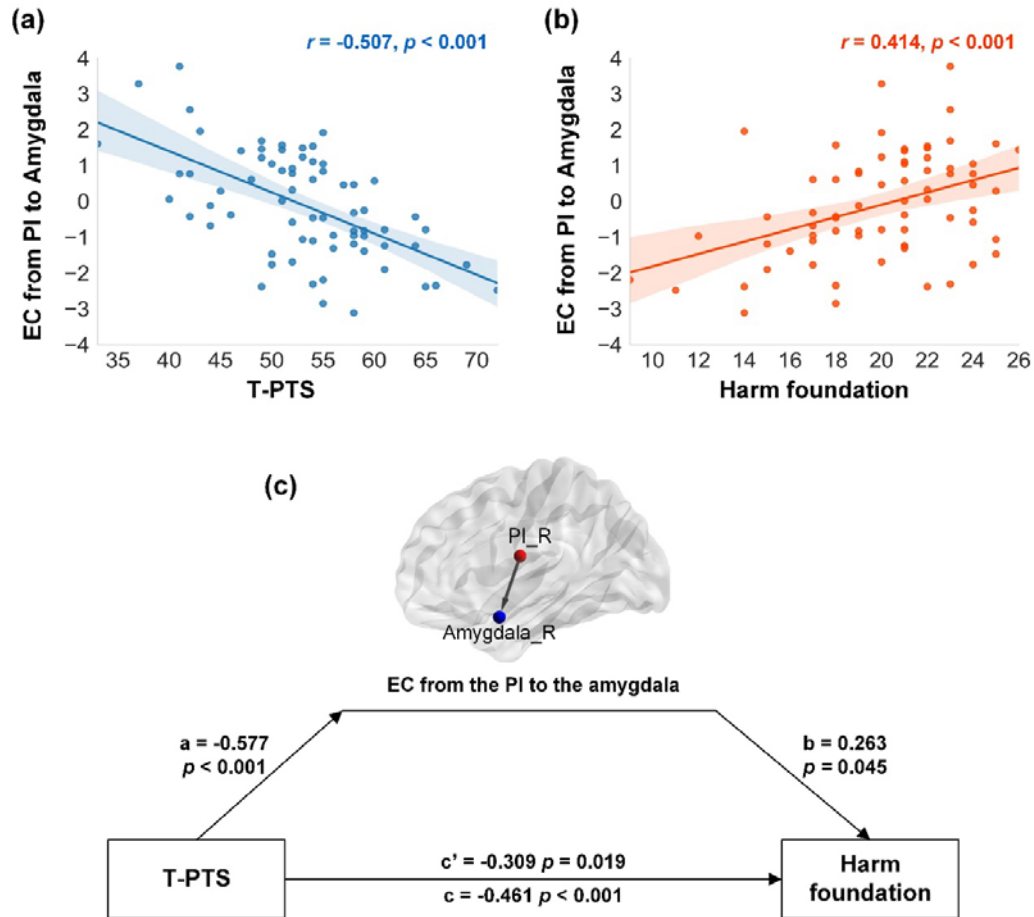 (a)
r = -0.507, p < 0.001
EC from PI to Amygdala
4
3
2
1
0
−1
−2
−3
−4
35 40 45 50 55 60 65 70
T-PTS
(b)
r = 0.414, p < 0.001
EC from PI to Amygdala
4
3
2
1
0
−1
−2
−3
−4
10 12 14 16 18 20 22 24 26
Harm foundation
(c)
PI_R
Amygdala_R
EC from the PI to the amygdala
a = -0.577
p < 0.001
b = 0.263
p = 0.045
T-PTS
c' = -0.309 p = 0.019
c = -0.461 p < 0.001
Harm
foundation